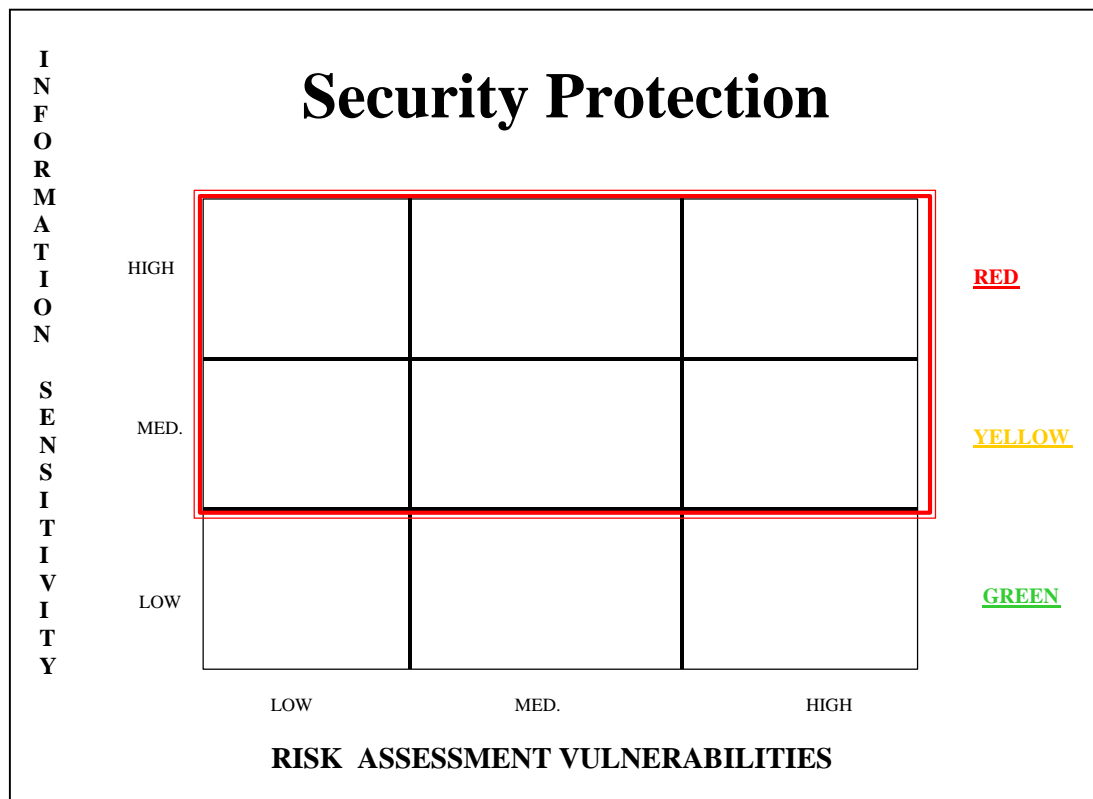 INFORMATION SENSITIVITY
Security Protection
HIGH
RED
MED.
YELLOW
LOW
GREEN
LOW MED. HIGH
RISK ASSESSMENT VULNERABILITIES